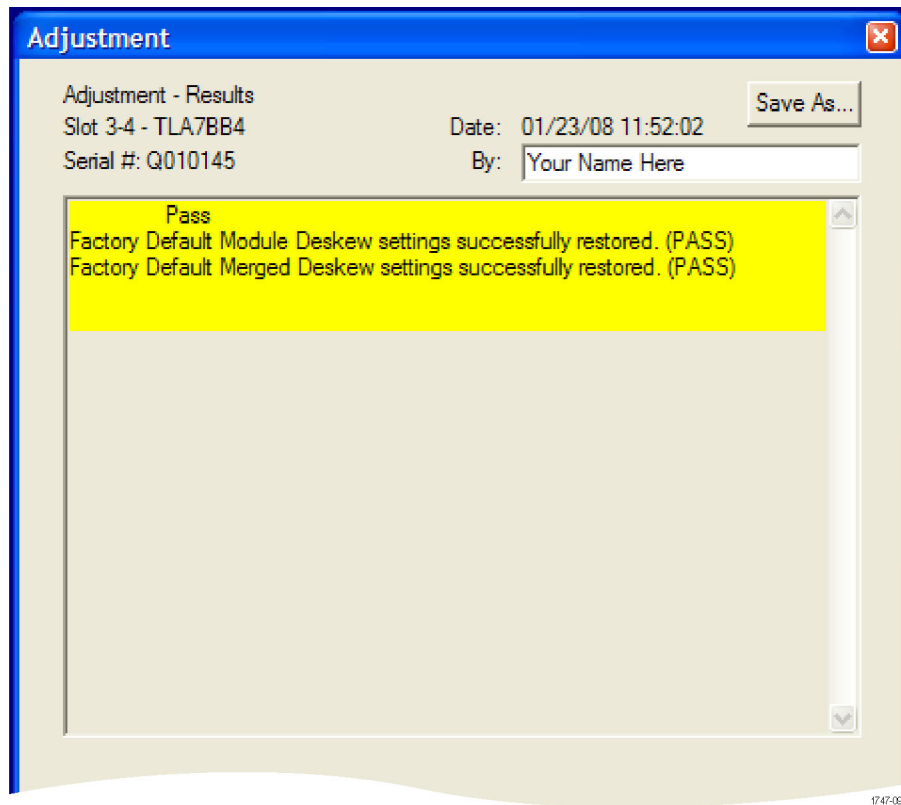 Adjustment
Adjustment - Results
Save As...
Slot 3-4 - TLA7BB4
Date: 01/23/08 11:52:02
Serial #: Q010145
By: Your Name Here
Pass
Factory Default Module Deskew settings successfully restored. (PASS)
Factory Default Merged Deskew settings successfully restored. (PASS)